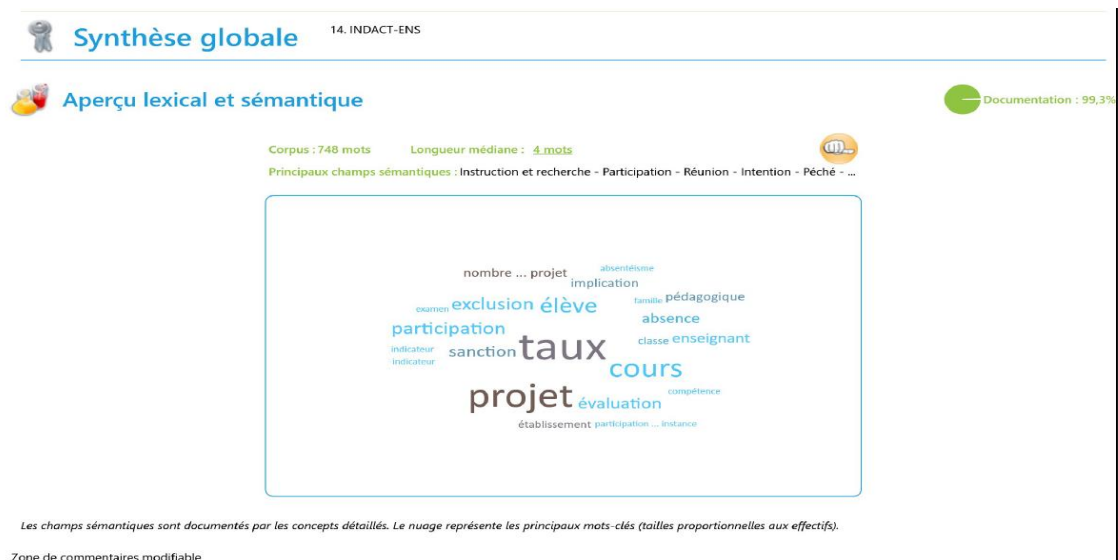 Synthèse globale 14. INDACT-ENS
Aperçu lexical et sémantique
Documentation : 99,3%
Corpus : 748 mots Longueur médiane : 4 mots
Principaux champs sémantiques : Instruction et recherche - Participation - Réunion - Intention - Péché - ...
absentéisme
nombre ... projet
implication
famille pédagogique
examen exclusion élève
absence
participation
classe enseignant
indicateur
sanction taux
indicateur
cours
compétence
projet évaluation
établissement participation ... instance
Les champs sémantiques sont documentés par les concepts détaillés. Le nuage représente les principaux mots-clés (tailles proportionnelles aux effectifs).
Zone de commentaires modifiable